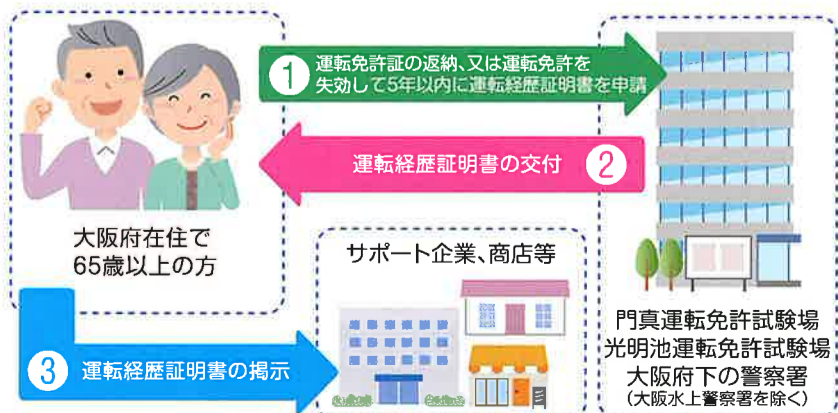 ① 運転免許証の返納、又は運転免許を
失効して5年以内に運転経歴証明書を申請
運転経歴証明書の交付 ②
大阪府在住で
65歳以上の方
サポート企業、商店等
③ 運転経歴証明書の掲示
門真運転免許試験場
光明池運転免許試験場
大阪府下の警察署
(大阪水上警察署を除く)